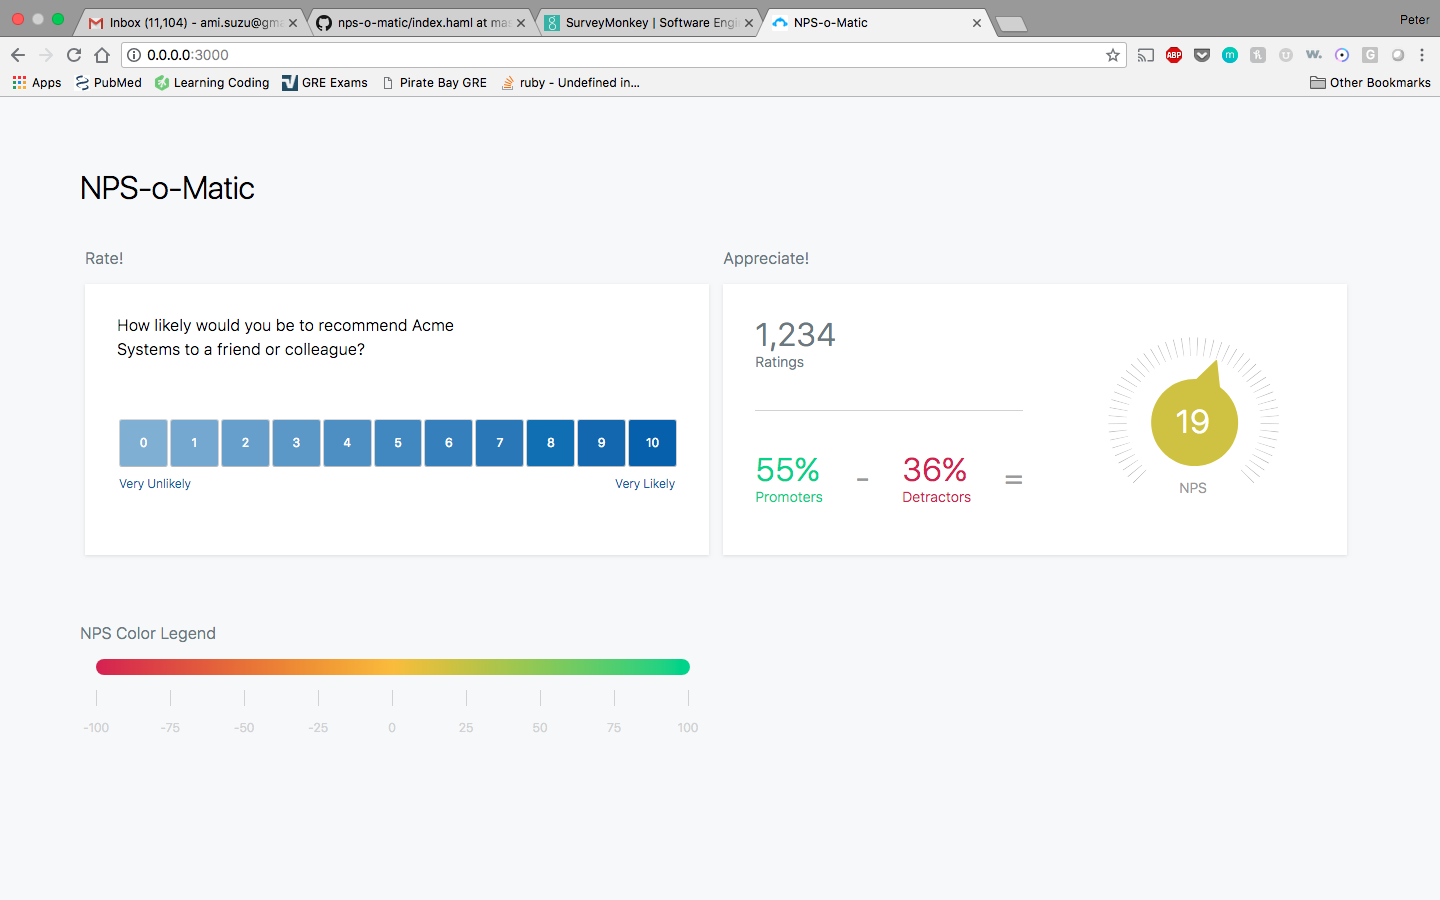 Inbox (11,104) - ami.suzu@gma
nps-o-matic/index.haml at mas
SurveyMonkey | Software Engi
NPS-o-Matic
Peter
0.0.0.0:3000
ABP
m
w.
G
Apps
PubMed
Learning Coding
GRE Exams
Pirate Bay GRE
ruby - Undefined in...
Other Bookmarks
NPS-o-Matic
Rate!
How likely would you be to recommend Acme
Systems to a friend or colleague?
0 1 2 3 4 5 6 7 8 9 10
Very Unlikely
Very Likely
Appreciate!
1,234
Ratings
55% - 36% =
Promoters
Detractors
19
NPS
NPS Color Legend
-100 -75 -50 -25 0 25 50 75 100